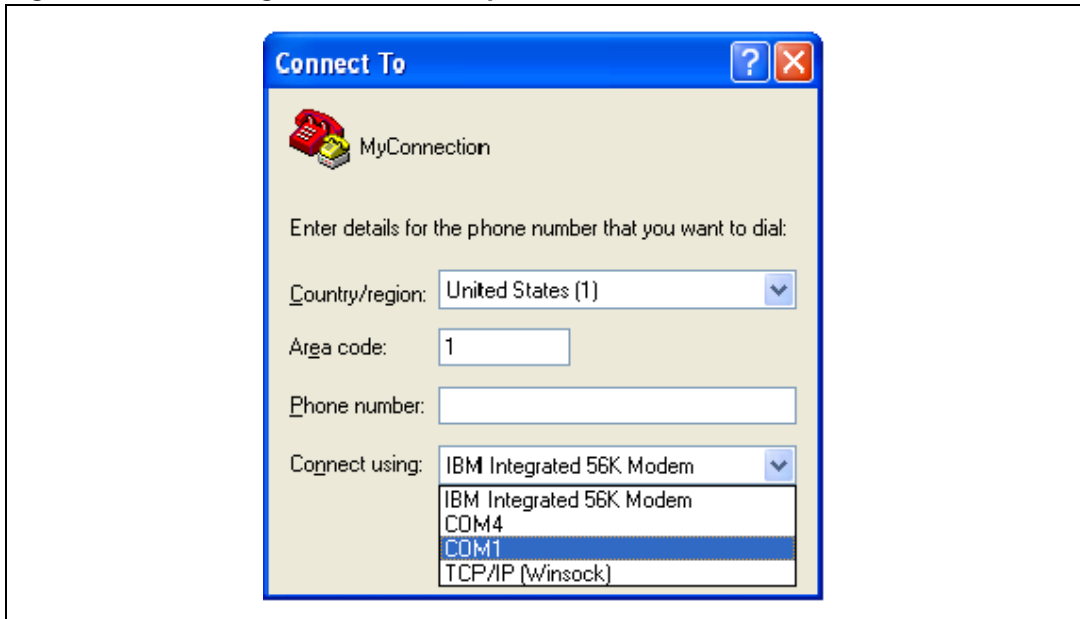 Connect To
MyConnection
Enter details for the phone number that you want to dial:
Country/region: United States (1)
Area code: 1
Phone number:
Connect using: IBM Integrated 56K Modem
IBM Integrated 56K Modem
COM4
COM1
TCP/IP (Winsock)